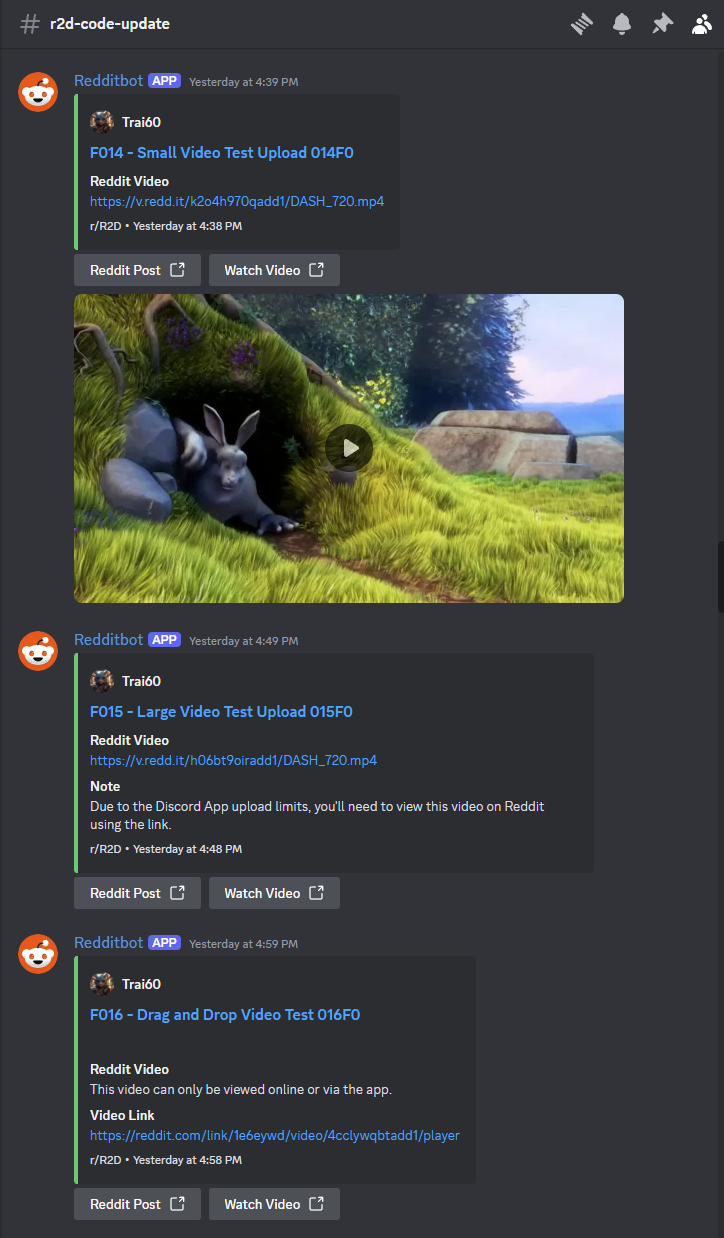 # r2d-code-update
Redditbot APP Yesterday at 4:39 PM
Trai60
F014 - Small Video Test Upload 014F0
Reddit Video
https://v.redd.it/k2o4h970qadd1/DASH_720.mp4
r/R2D • Yesterday at 4:38 PM
Reddit Post Watch Video
Redditbot APP Yesterday at 4:49 PM
Trai60
F015 - Large Video Test Upload 015F0
Reddit Video
https://v.redd.it/h06bt9oiradd1/DASH_720.mp4
Note
Due to the Discord App upload limits, you'll need to view this video on Reddit
using the link.
r/R2D • Yesterday at 4:48 PM
Reddit Post Watch Video
Redditbot APP Yesterday at 4:59 PM
Trai60
F016 - Drag and Drop Video Test 016F0
Reddit Video
This video can only be viewed online or via the app.
Video Link
https://reddit.com/link/1e6eywd/video/4cclywqbtadd1/player
r/R2D • Yesterday at 4:58 PM
Reddit Post Watch Video